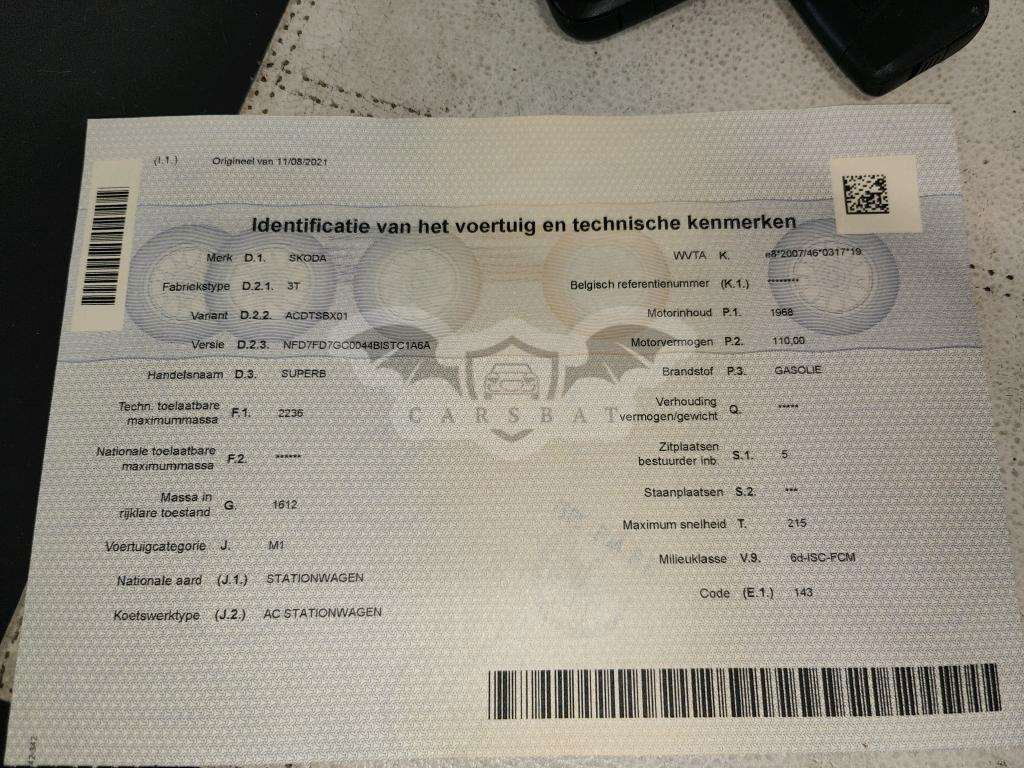 (I.1.) Origineel van 11/08/2021
Identificatie van het voertuig en technische kenmerken
Merk D.1. SKODA
Fabriekstype D.2.1. 3T
Variant D.2.2. ACDTSBX01
Versie D.2.3. NFD7FD7GC0044BISTC1A6A
Handelsnaam D.3. SUPERB
Techn. toelaatbare
maximummassa F.1. 2236
Nationale toelaatbare
maximummassa F.2. ******
Massa in
rijklare toestand G. 1612
Voertuigcategorie J. M1
Nationale aard (J.1.) STATIONWAGEN
Koetswerktype (J.2.) AC STATIONWAGEN
WVTA K. e8*2007/46*0317*19
Belgisch referentienummer (K.1.) ********
Motorinhoud P.1. 1968
Motorvermogen P.2. 110,00
Brandstof P.3. GASOLIE
Verhouding
vermogen/gewicht Q. *****
Zitplaatsen
bestuurder inb. S.1. 5
Staanplaatsen S.2. ***
Maximum snelheid T. 215
Milieuklasse V.9. 6d-ISC-FCM
Code (E.1.) 143
CARSBAT